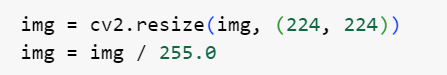 img = cv2.resize(img, (224, 224))
img = img / 255.0